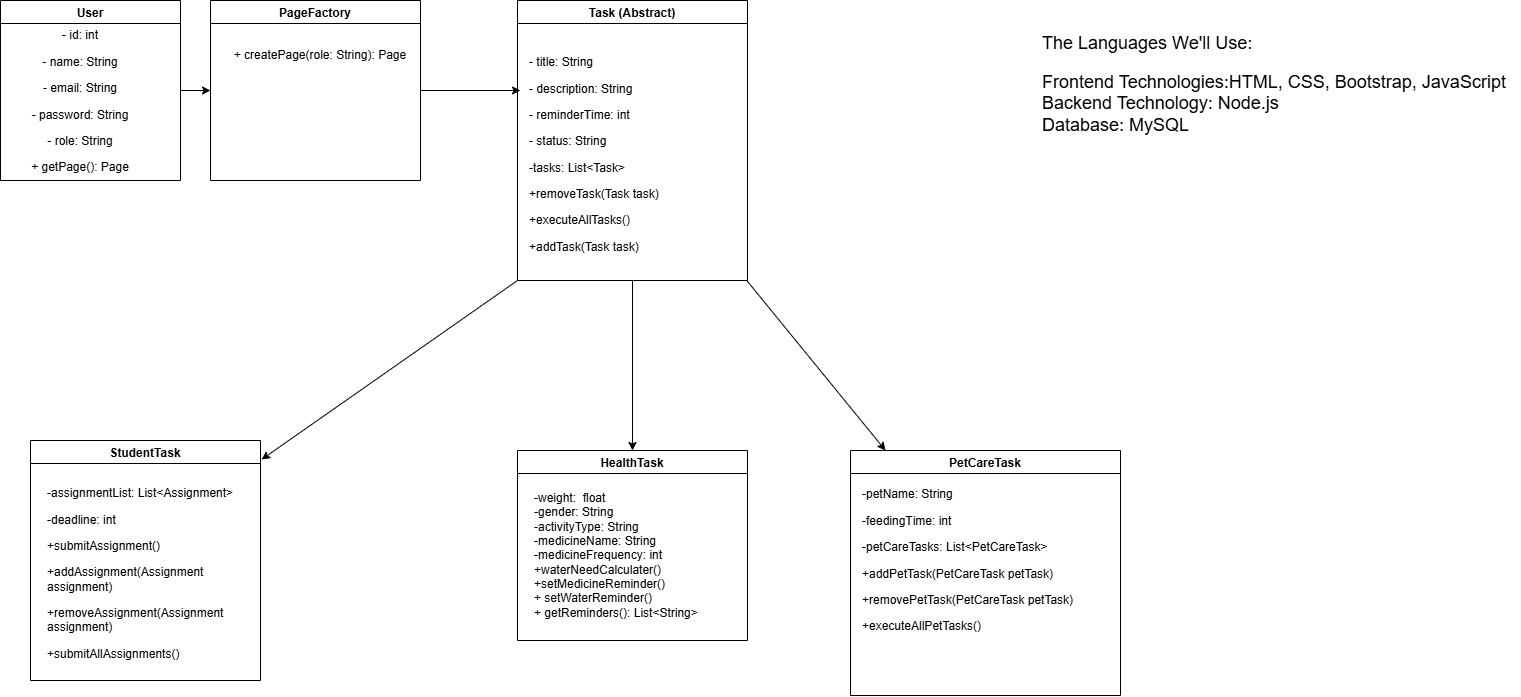 User
- id: int
- name: String
- email: String
- password: String
- role: String
+ getPage(): Page
PageFactory
+ createPage(role: String): Page
Task (Abstract)
- title: String
- description: String
- reminderTime: int
- status: String
-tasks: List<Task>
+removeTask(Task task)
+executeAllTasks()
+addTask(Task task)
The Languages We'll Use:
Frontend Technologies:HTML, CSS, Bootstrap, JavaScript
Backend Technology: Node.js
Database: MySQL
StudentTask
-assignmentList: List<Assignment>
-deadline: int
+submitAssignment()
+addAssignment(Assignment
assignment)
+removeAssignment(Assignment
assignment)
+submitAllAssignments()
HealthTask
-weight:  float
-gender: String
-activityType: String
-medicineName: String
-medicineFrequency: int
+waterNeedCalculater()
+setMedicineReminder()
+ setWaterReminder()
+ getReminders(): List<String>
PetCareTask
-petName: String
-feedingTime: int
-petCareTasks: List<PetCareTask>
+addPetTask(PetCareTask petTask)
+removePetTask(PetCareTask petTask)
+executeAllPetTasks()